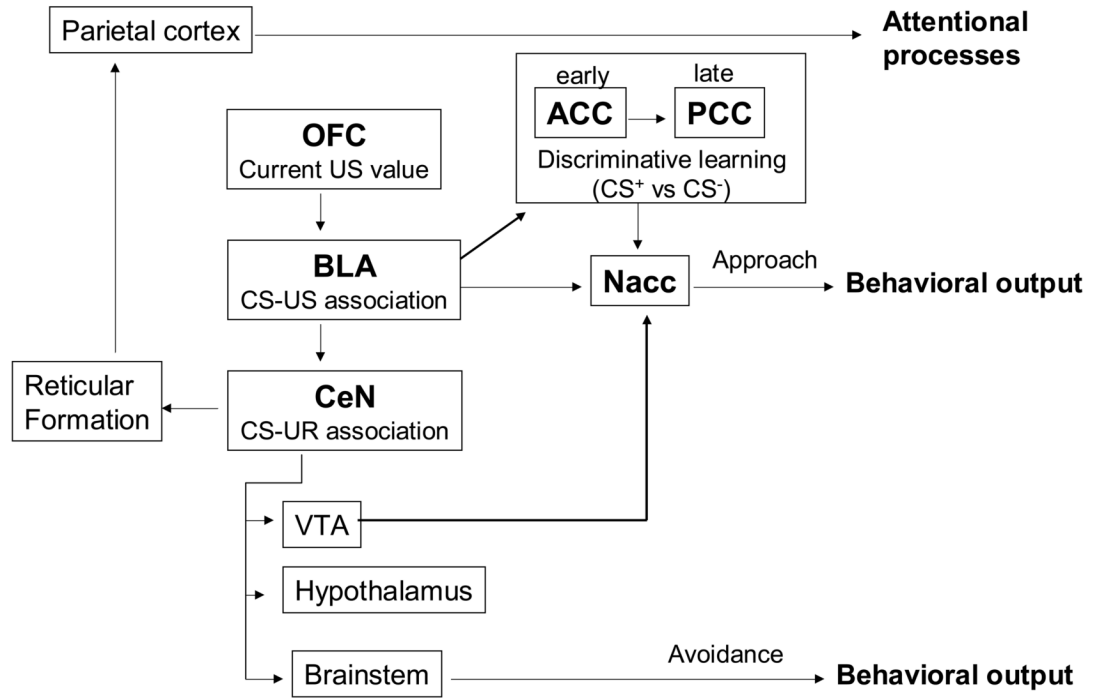 Parietal cortex
Attentional
processes
early
late
ACC
PCC
Discriminative learning
(CS⁺ vs CS⁻)
OFC
Current US value
BLA
CS-US association
Nacc
Approach
Behavioral output
Reticular
Formation
CeN
CS-UR association
VTA
Hypothalamus
Brainstem
Avoidance
Behavioral output